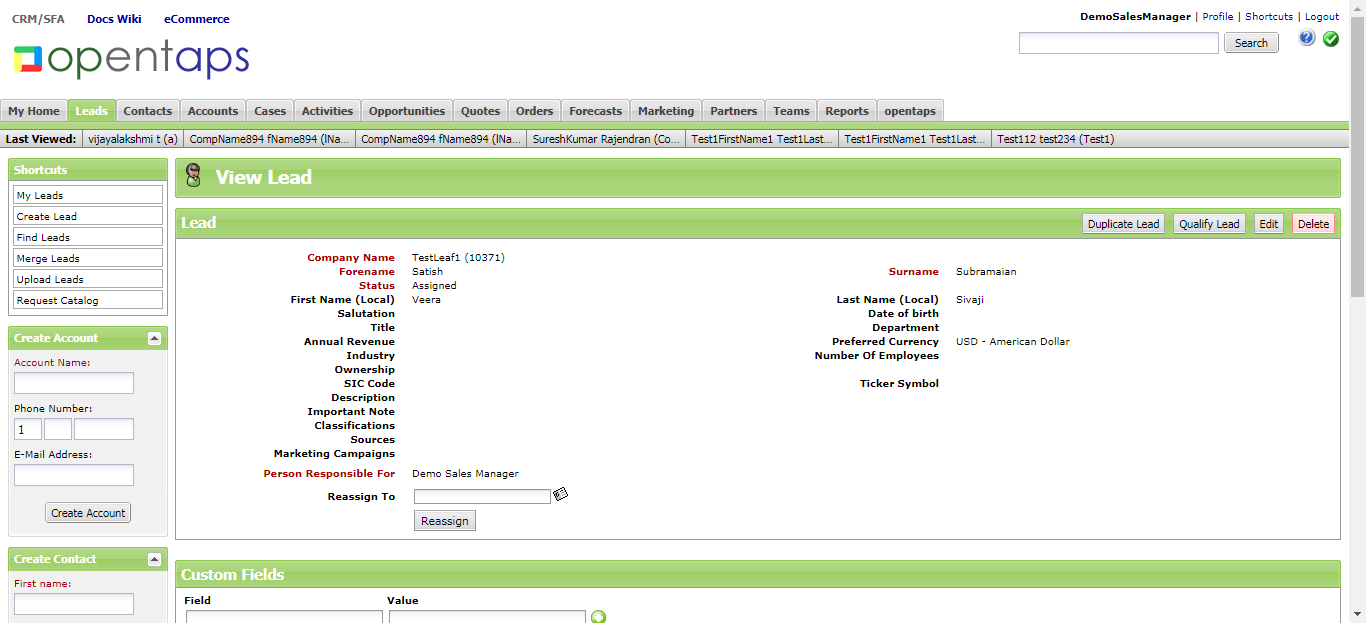 CRM/SFA Docs Wiki eCommerce
DemoSalesManager | Profile | Shortcuts | Logout
opentaps
Search
My Home Leads Contacts Accounts Cases Activities Opportunities Quotes Orders Forecasts Marketing Partners Teams Reports opentaps
Last Viewed: vijayalakshmi t (a) CompName894 fName894 (lNa... CompName894 fName894 (lNa... SureshKumar Rajendran (Co... Test1FirstName1 Test1Last... Test1FirstName1 Test1Last... Test112 test234 (Test1)
Shortcuts
My Leads
Create Lead
Find Leads
Merge Leads
Upload Leads
Request Catalog
Create Account
Account Name:
Phone Number:
1
E-Mail Address:
Create Account
Create Contact
First name:
View Lead
Lead Duplicate Lead Qualify Lead Edit Delete
Company Name TestLeaf1 (10371)
Forename Satish Surname Subramaian
Status Assigned
First Name (Local) Veera Last Name (Local) Sivaji
Salutation Date of birth
Title Department
Annual Revenue Preferred Currency USD - American Dollar
Industry Number Of Employees
Ownership
SIC Code Ticker Symbol
Description
Important Note
Classifications
Sources
Marketing Campaigns
Person Responsible For Demo Sales Manager
Reassign To
Reassign
Custom Fields
Field Value